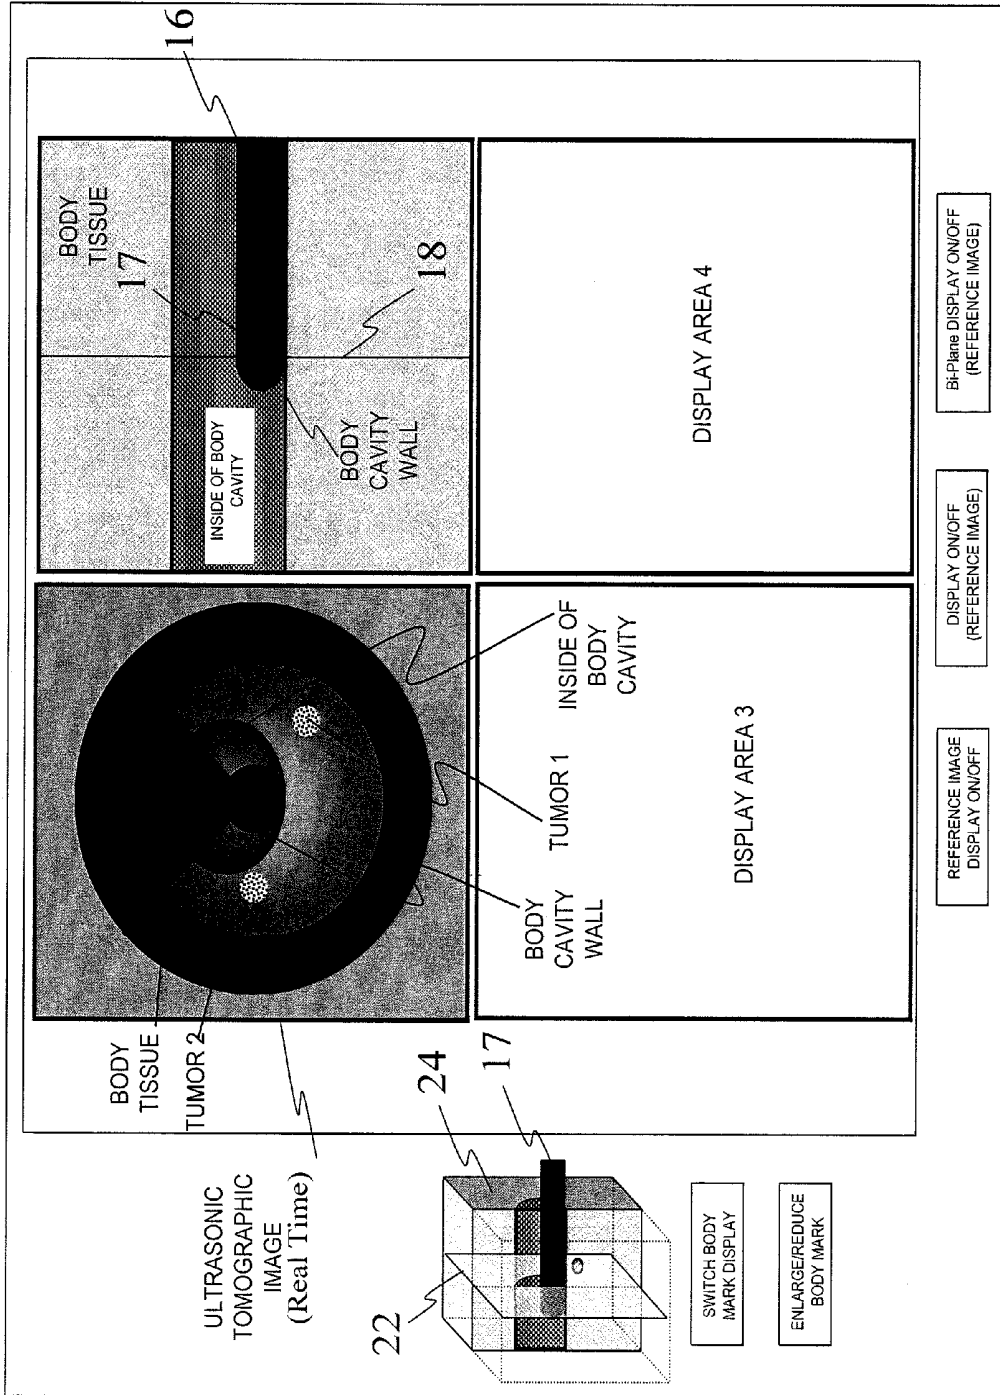 ULTRASONIC
TOMOGRAPHIC
IMAGE
(Real Time)
BODY
TISSUE
TUMOR 2
BODY
TISSUE
17
16
18
INSIDE OF BODY
CAVITY
BODY
CAVITY
WALL
BODY
CAVITY
WALL
TUMOR 1
INSIDE OF
BODY
CAVITY
DISPLAY AREA 3
DISPLAY AREA 4
22
24
17
SWITCH BODY
MARK DISPLAY
ENLARGE/REDUCE
BODY MARK
REFERENCE IMAGE
DISPLAY ON/OFF
DISPLAY ON/OFF
(REFERENCE IMAGE)
Bi-Plane DISPLAY ON/OFF
(REFERENCE IMAGE)